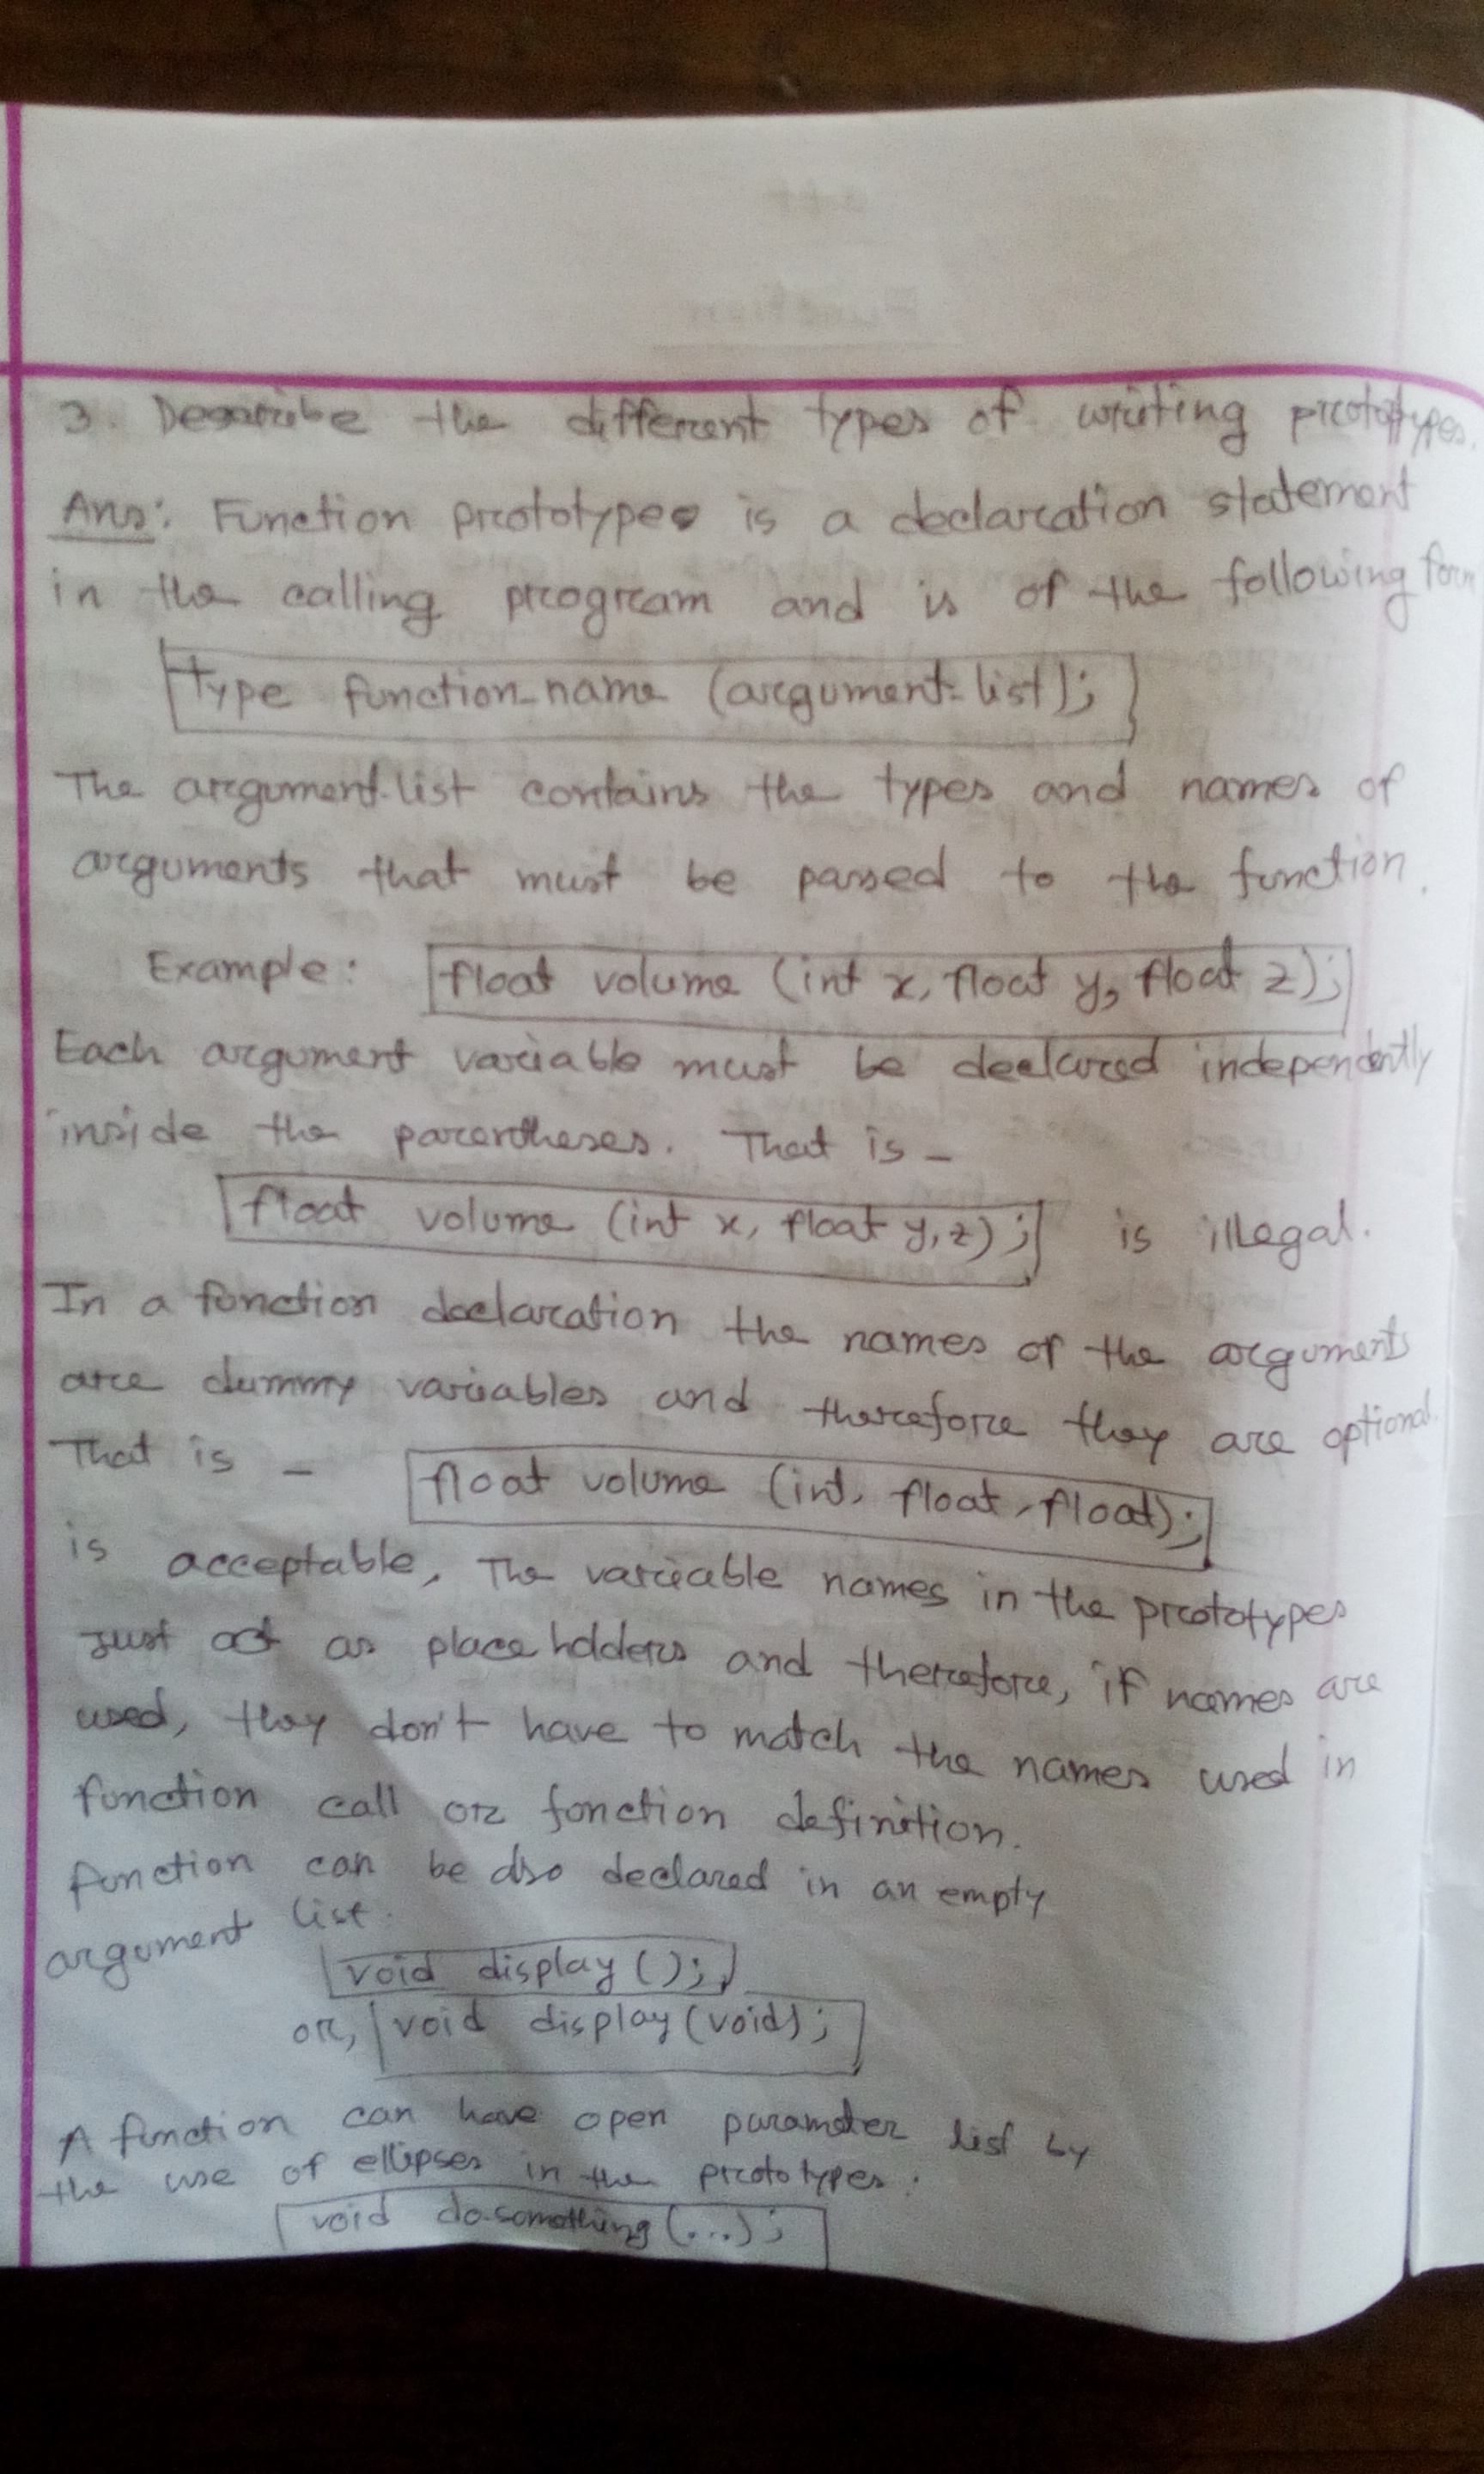 3. Describe the different types of writing prototypes.
Ans: Function prototypes is a declaration statement
in the calling program and is of the following form
type function-name (argument-list);
The argument-list contains the types and names of
arguments that must be passed to the function.
Example: float volume (int x, float y, float z);
Each argument variable must be declared independently
inside the parentheses. That is -
float volume (int x, float y, z); is illegal.
In a function declaration the names of the arguments
are dummy variables and therefore they are optional.
That is - float volume (int, float, float);
is acceptable, The variable names in the prototypes
just act as place holders and therefore, if names are
used, they don't have to match the names used in
function call or fonction definition.
function can be also declared in an empty
argument list.
void display ();
or, void display (void);
A function can have open parameter list by
the use of ellipses in the prototypes.
void do-something (...);